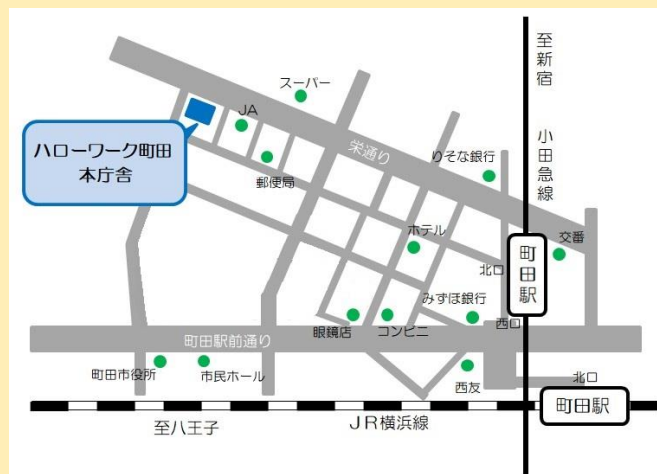 至新宿
小田急線
スーパー
JA
ハローワーク町田
本庁舎
栄通り
りそな銀行
郵便局
ホテル
交番
北口
町田駅
みずほ銀行
西口
眼鏡店
コンビニ
町田駅前通り
町田市役所
市民ホール
西友
北口
町田駅
至八王子
JR横浜線